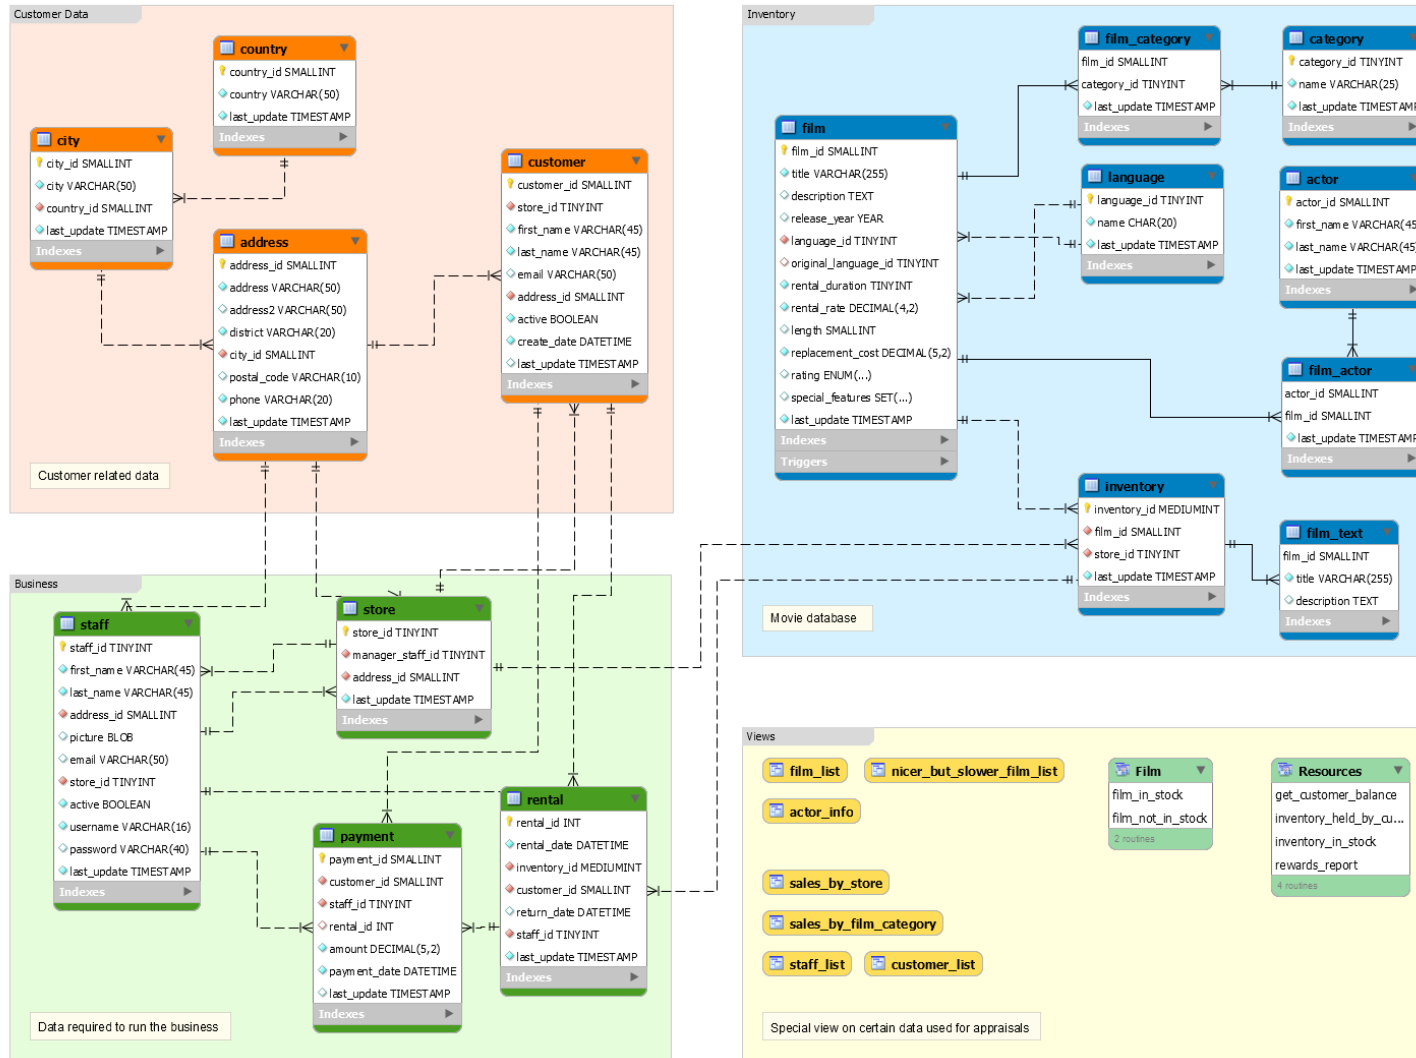 Customer Data
country
country_id SMALLINT
country VARCHAR(50)
last_update TIMESTAMP
Indexes
city
city_id SMALLINT
city VARCHAR(50)
country_id SMALLINT
last_update TIMESTAMP
Indexes
customer
customer_id SMALLINT
store_id TINYINT
first_name VARCHAR(45)
last_name VARCHAR(45)
email VARCHAR(50)
address_id SMALLINT
active BOOLEAN
create_date DATETIME
last_update TIMESTAMP
Indexes
address
address_id SMALLINT
address VARCHAR(50)
address2 VARCHAR(50)
district VARCHAR(20)
city_id SMALLINT
postal_code VARCHAR(10)
phone VARCHAR(20)
last_update TIMESTAMP
Indexes
Customer related data
Inventory
film_category
film_id SMALLINT
category_id TINYINT
last_update TIMESTAMP
Indexes
category
category_id TINYINT
name VARCHAR(25)
last_update TIMESTAMP
Indexes
film
film_id SMALLINT
title VARCHAR(255)
description TEXT
release_year YEAR
language_id TINYINT
original_language_id TINYINT
rental_duration TINYINT
rental_rate DECIMAL(4,2)
length SMALLINT
replacement_cost DECIMAL(5,2)
rating ENUM(...)
special_features SET(...)
last_update TIMESTAMP
Indexes
Triggers
language
language_id TINYINT
name CHAR(20)
last_update TIMESTAMP
Indexes
actor
actor_id SMALLINT
first_name VARCHAR(45
last_name VARCHAR(45
last_update TIMESTAMP
Indexes
film_actor
actor_id SMALLINT
film_id SMALLINT
last_update TIMESTAMP
Indexes
inventory
inventory_id MEDIUMINT
film_id SMALLINT
store_id TINYINT
last_update TIMESTAMP
Indexes
film_text
film_id SMALLINT
title VARCHAR(255)
description TEXT
Indexes
Movie database
Business
staff
staff_id TINYINT
first_name VARCHAR(45)
last_name VARCHAR(45)
address_id SMALLINT
picture BLOB
email VARCHAR(50)
store_id TINYINT
active BOOLEAN
username VARCHAR(16)
password VARCHAR(40)
last_update TIMESTAMP
Indexes
store
store_id TINYINT
manager_staff_id TINYINT
address_id SMALLINT
last_update TIMESTAMP
Indexes
payment
payment_id SMALLINT
customer_id SMALLINT
staff_id TINYINT
rental_id INT
amount DECIMAL(5,2)
payment_date DATETIME
last_update TIMESTAMP
Indexes
rental
rental_id INT
rental_date DATETIME
inventory_id MEDIUMINT
customer_id SMALLINT
return_date DATETIME
staff_id TINYINT
last_update TIMESTAMP
Indexes
Data required to run the business
Views
film_list
nicer_but_slower_film_list
actor_info
sales_by_store
sales_by_film_category
staff_list
customer_list
Film
film_in_stock
film_not_in_stock
2 routines
Resources
get_customer_balance
inventory_held_by_cu...
inventory_in_stock
rewards_report
4 routines
Special view on certain data used for appraisals